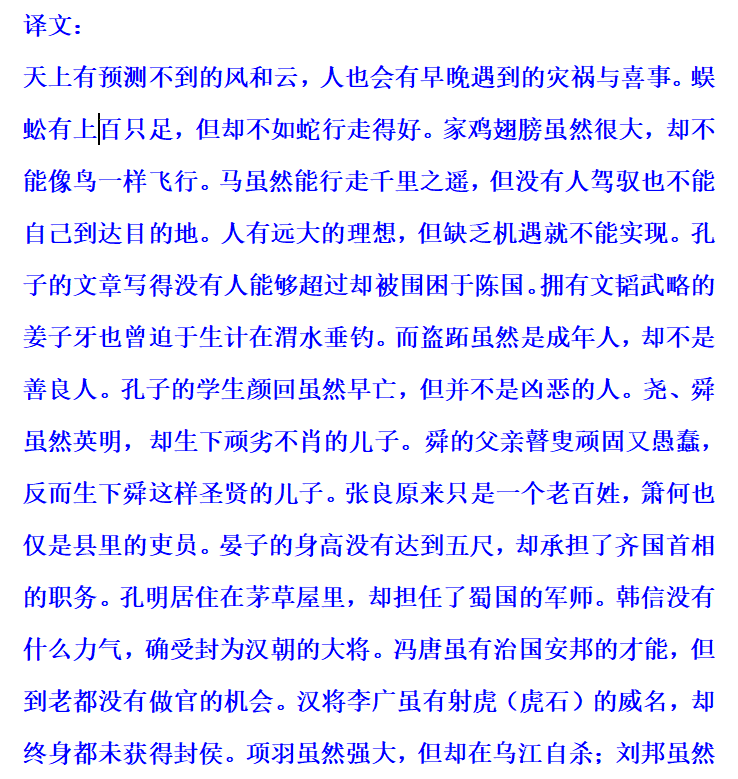 译文：
天上有预测不到的风和云，人也会有早晚遇到的灾祸与喜事。蜈
蚣有上百只足，但却不如蛇行走得好。家鸡翅膀虽然很大，却不
能像鸟一样飞行。马虽然能行走千里之遥，但没有人驾驭也不能
自己到达目的地。人有远大的理想，但缺乏机遇就不能实现。孔
子的文章写得没有人能够超过却被围困于陈国。拥有文韬武略的
姜子牙也曾迫于生计在渭水垂钓。而盗跖虽然是成年人，却不是
善良人。孔子的学生颜回虽然早亡，但并不是凶恶的人。尧、舜
虽然英明，却生下顽劣不肖的儿子。舜的父亲瞽叟顽固又愚蠢，
反而生下舜这样圣贤的儿子。张良原来只是一个老百姓，箫何也
仅是县里的吏员。晏子的身高没有达到五尺，却承担了齐国首相
的职务。孔明居住在茅草屋里，却担任了蜀国的军师。韩信没有
什么力气，确受封为汉朝的大将。冯唐虽有治国安邦的才能，但
到老都没有做官的机会。汉将李广虽有射虎（虎石）的威名，却
终身都未获得封侯。项羽虽然强大，但却在乌江自杀；刘邦虽然